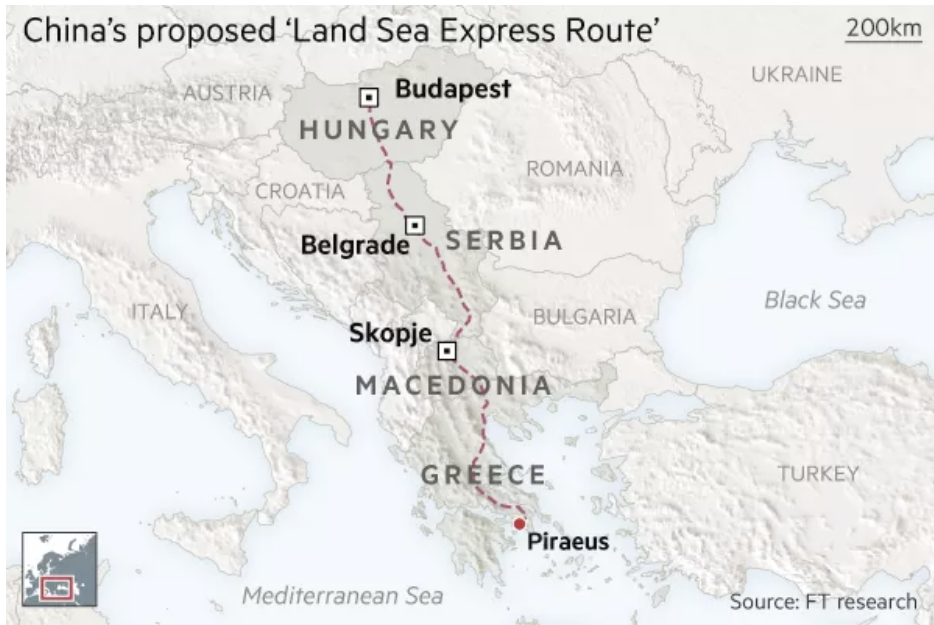 China's proposed ‘Land Sea Express Route’
200km
UKRAINE
AUSTRIA
Budapest
HUNGARY
ROMANIA
CROATIA
Belgrade
SERBIA
Black Sea
ITALY
BULGARIA
Skopje
MACEDONIA
GREECE
TURKEY
Piraeus
Mediterranean Sea
Source: FT research